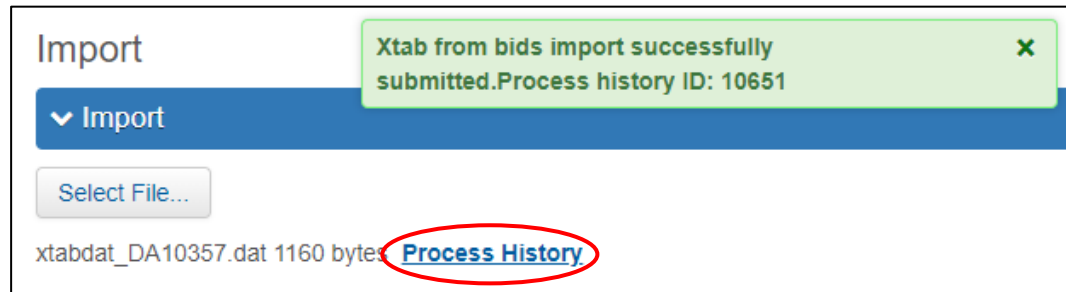 Import
Xtab from bids import successfully
submitted.Process history ID: 10651
Import
Select File...
xtabdat_DA10357.dat 1160 bytes Process History